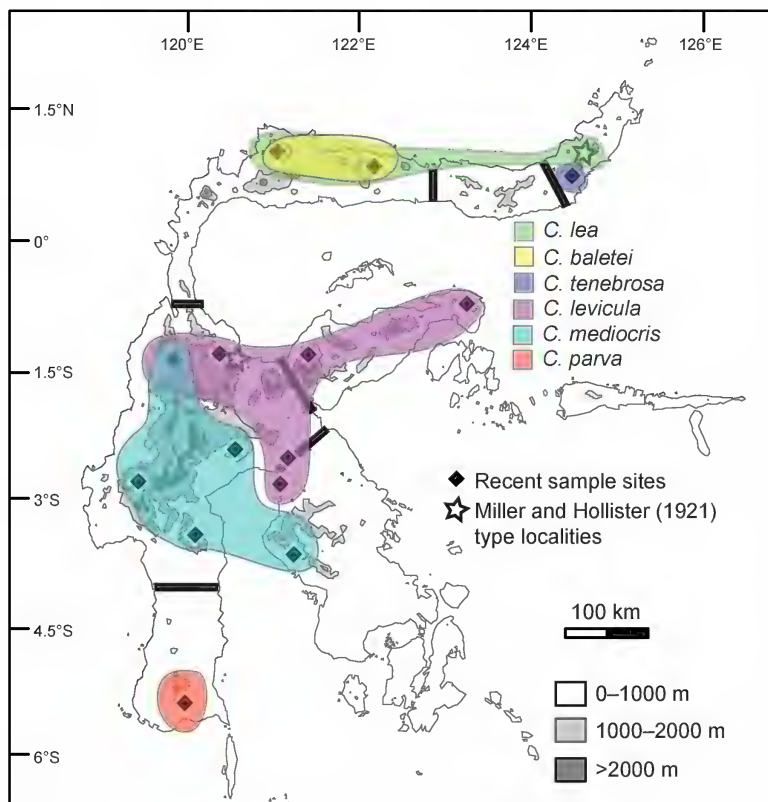 120°E 122°E 124°E 126°E
1.5°N
0°
1.5°S
3°S
4.5°S
6°S
C. lea
C. baletei
C. tenebrosa
C. levicula
C. mediocris
C. parva
Recent sample sites
Miller and Hollister (1921)
type localities
100 km
0–1000 m
1000–2000 m
>2000 m